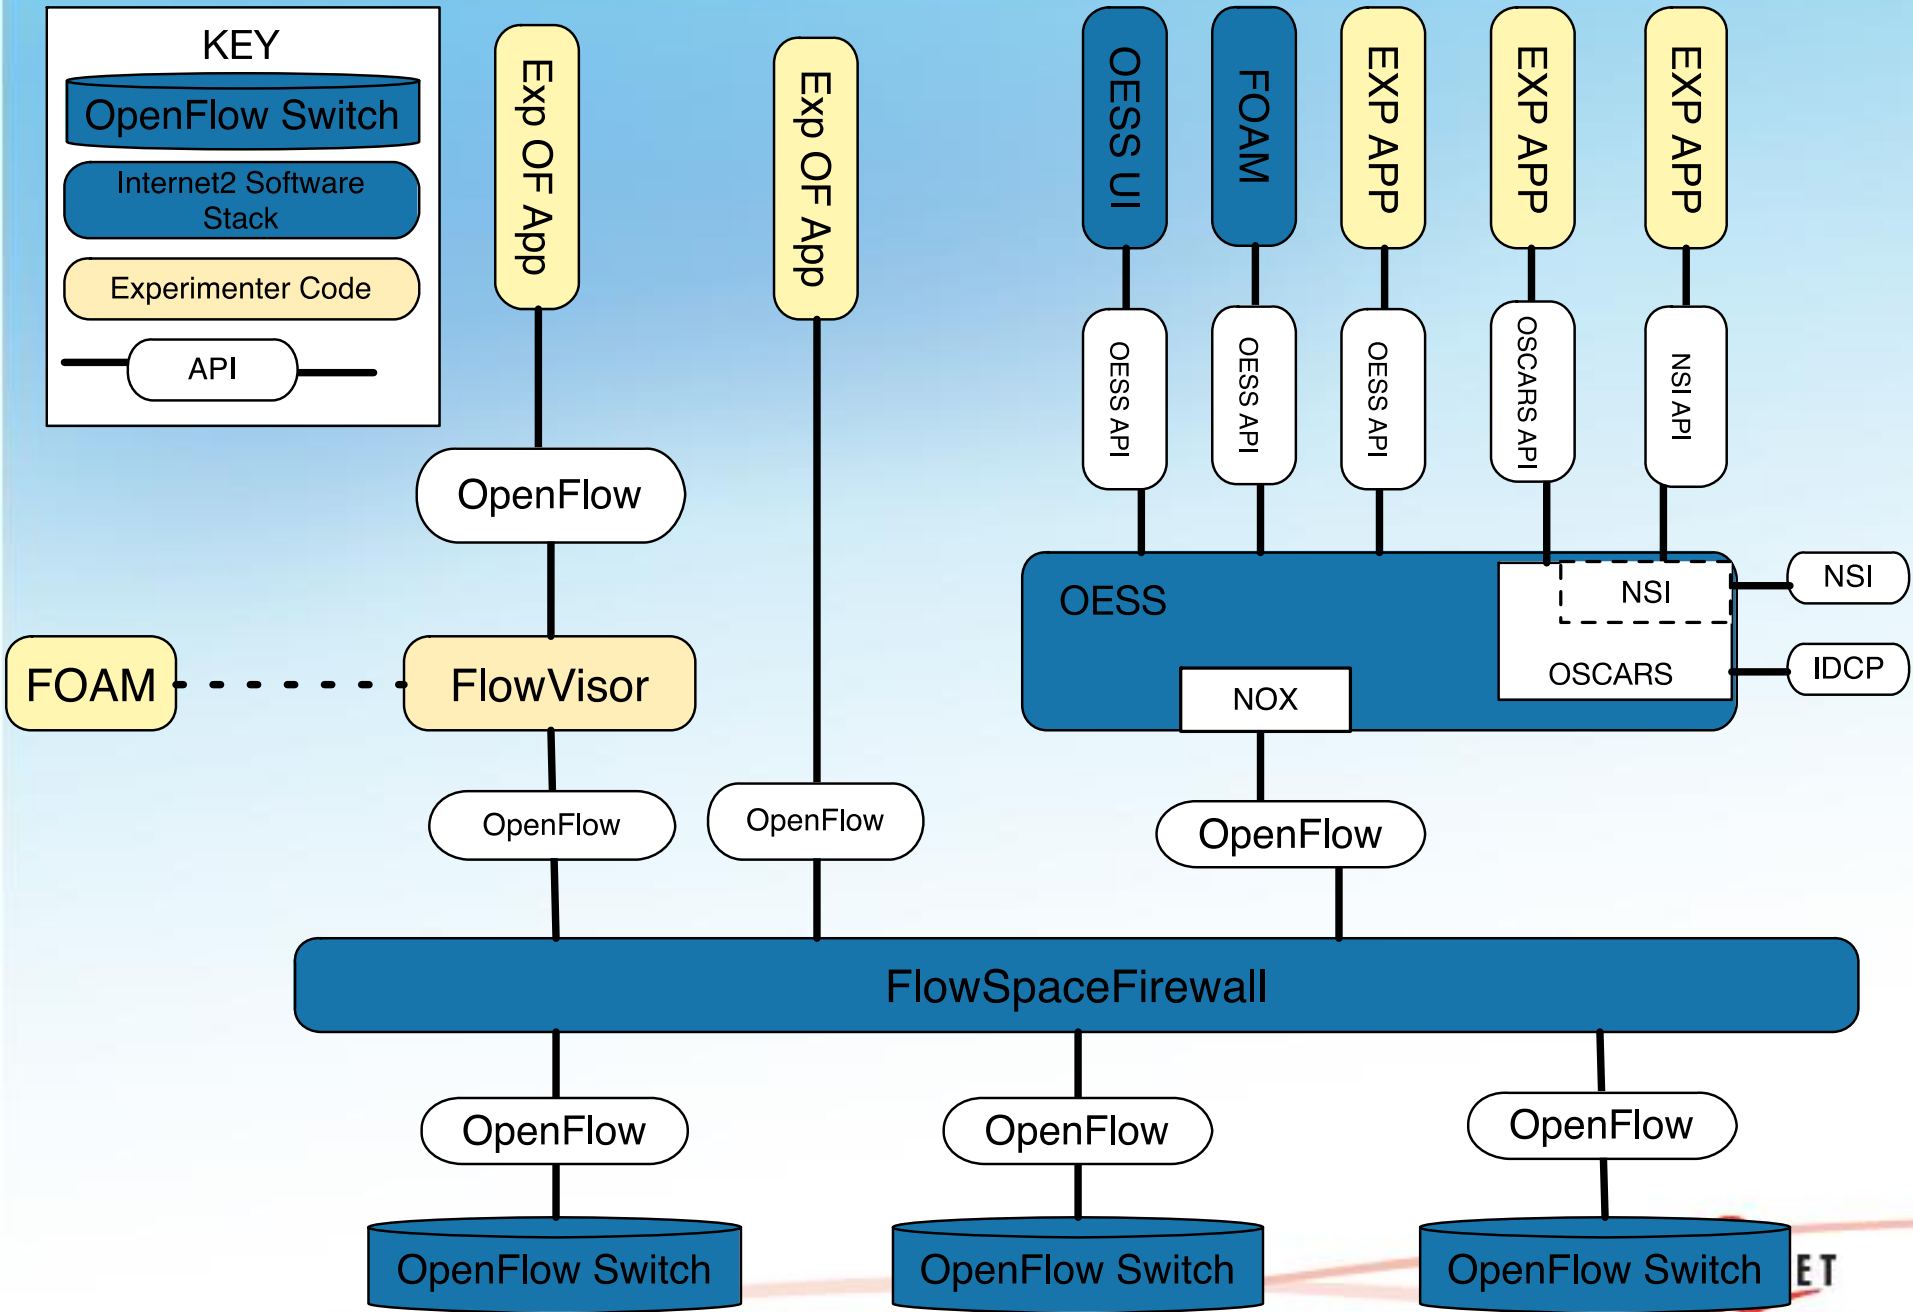 KEY
OpenFlow Switch
Internet2 Software
Stack
Experimenter Code
API
Exp OF App
Exp OF App
OESS UI
FOAM
EXP APP
EXP APP
EXP APP
OESS API
OESS API
OESS API
OSCARS API
NSI API
OpenFlow
OESS
NSI
NSI
OSCARS
IDCP
NOX
FOAM
FlowVisor
OpenFlow
OpenFlow
OpenFlow
FlowSpaceFirewall
OpenFlow
OpenFlow
OpenFlow
OpenFlow Switch
OpenFlow Switch
OpenFlow Switch
ET